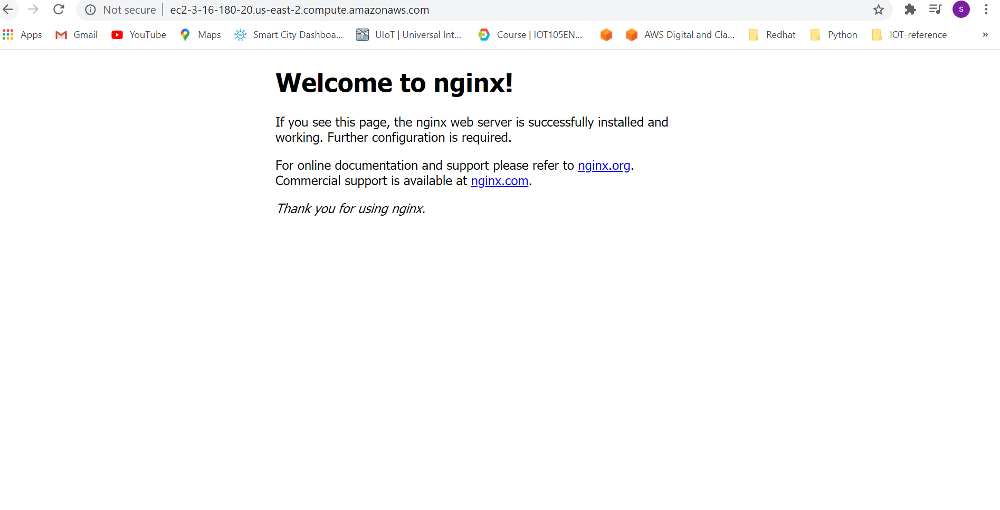 Not secure | ec2-3-16-180-20.us-east-2.compute.amazonaws.com
S
Apps Gmail YouTube Maps Smart City Dashboa... UIoT | Universal Int... Course | IOT105EN... AWS Digital and Cla... Redhat Python IOT-reference »
Welcome to nginx!
If you see this page, the nginx web server is successfully installed and
working. Further configuration is required.
For online documentation and support please refer to nginx.org.
Commercial support is available at nginx.com.
Thank you for using nginx.